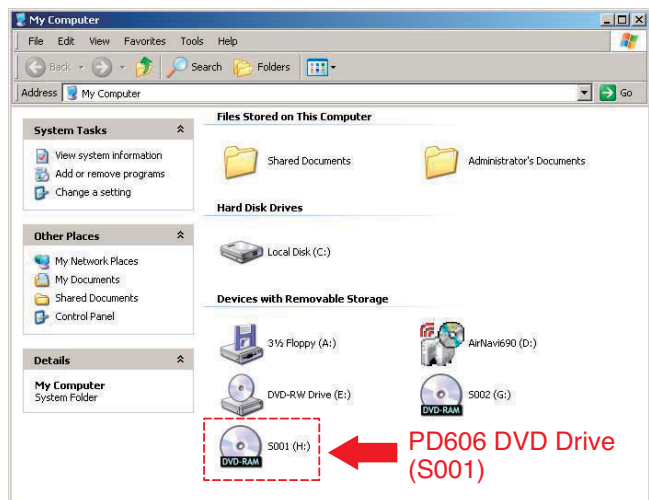 My Computer
File Edit View Favorites Tools Help
Back Search Folders
Address My Computer Go
System Tasks
View system information
Add or remove programs
Change a setting
Other Places
My Network Places
My Documents
Shared Documents
Control Panel
Details
My Computer
System Folder
Files Stored on This Computer
Shared Documents Administrator's Documents
Hard Disk Drives
Local Disk (C:)
Devices with Removable Storage
3½ Floppy (A:) AirNavi690 (D:)
DVD-RW Drive (E:) S002 (G:)
DVD-RAM
S001 (H:)
DVD-RAM
PD606 DVD Drive
(S001)